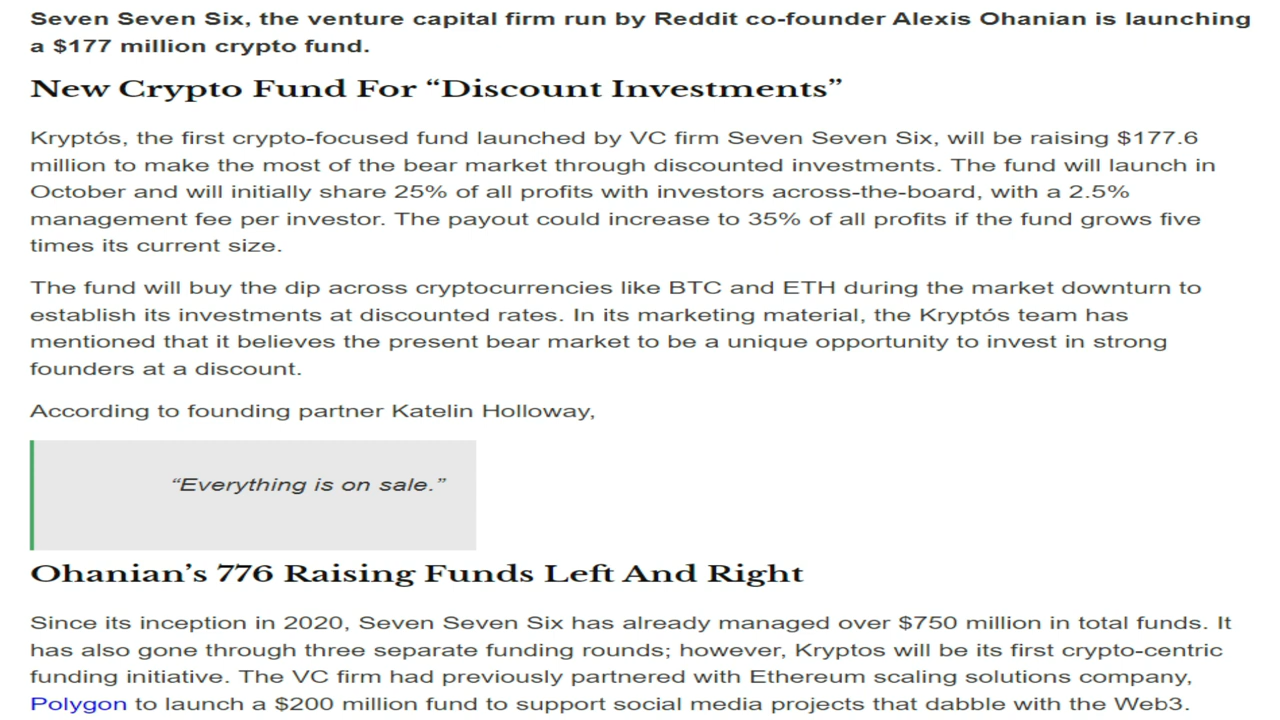 Seven Seven Six, the venture capital firm run by Reddit co-founder Alexis Ohanian is launching
a $177 million crypto fund.
New Crypto Fund For “Discount Investments”
Kryptós, the first crypto-focused fund launched by VC firm Seven Seven Six, will be raising $177.6
million to make the most of the bear market through discounted investments. The fund will launch in
October and will initially share 25% of all profits with investors across-the-board, with a 2.5%
management fee per investor. The payout could increase to 35% of all profits if the fund grows five
times its current size.
The fund will buy the dip across cryptocurrencies like BTC and ETH during the market downturn to
establish its investments at discounted rates. In its marketing material, the Kryptós team has
mentioned that it believes the present bear market to be a unique opportunity to invest in strong
founders at a discount.
According to founding partner Katelin Holloway,
“Everything is on sale.”
Ohanian’s 776 Raising Funds Left And Right
Since its inception in 2020, Seven Seven Six has already managed over $750 million in total funds. It
has also gone through three separate funding rounds; however, Kryptos will be its first crypto-centric
funding initiative. The VC firm had previously partnered with Ethereum scaling solutions company,
Polygon to launch a $200 million fund to support social media projects that dabble with the Web3.